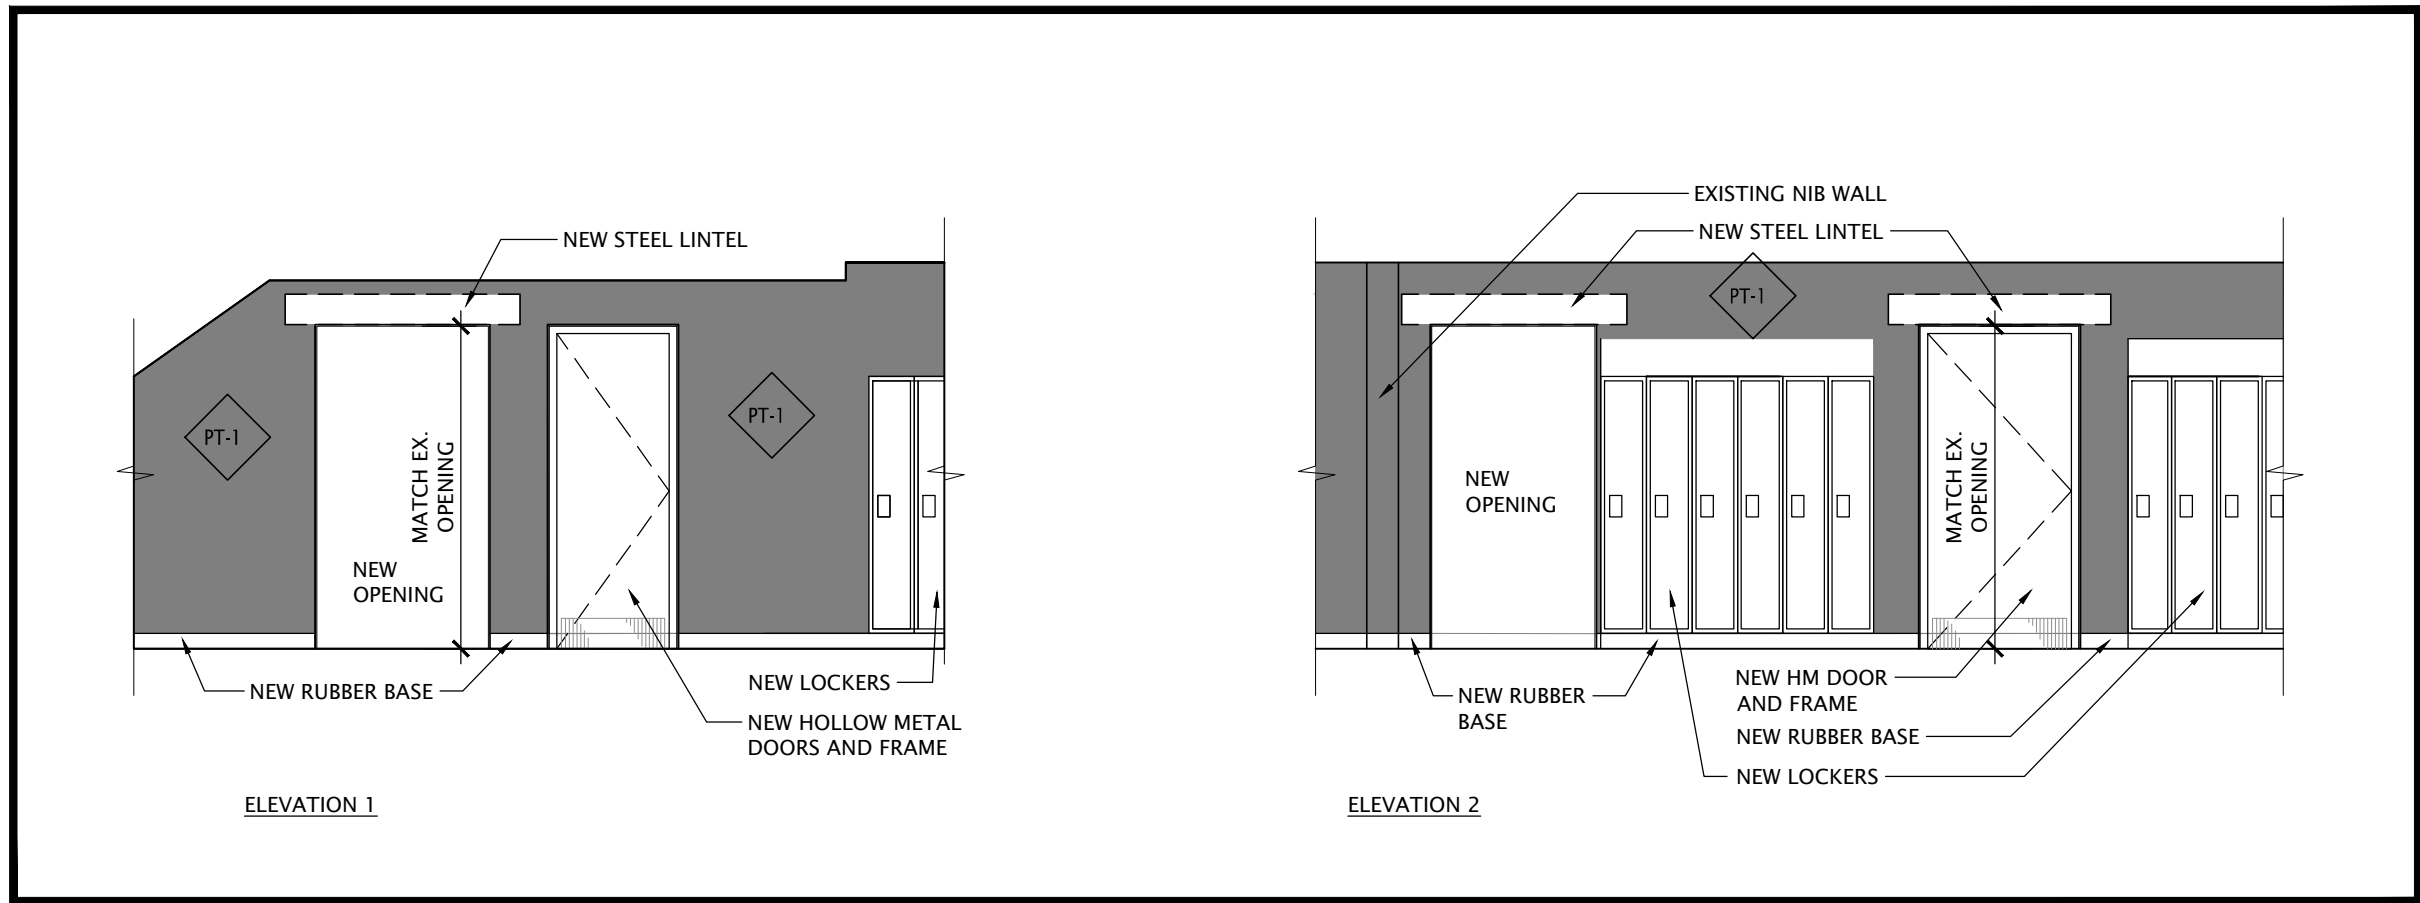 NEW STEEL LINTEL
PT-1
PT-1
MATCH EX.
OPENING
NEW
OPENING
NEW RUBBER BASE
NEW LOCKERS
NEW HOLLOW METAL
DOORS AND FRAME
ELEVATION 1
EXISTING NIB WALL
NEW STEEL LINTEL
PT-1
NEW
OPENING
MATCH EX.
OPENING
NEW RUBBER
BASE
NEW HM DOOR
AND FRAME
NEW RUBBER BASE
NEW LOCKERS
ELEVATION 2